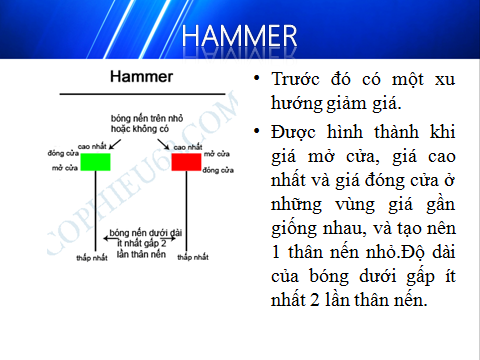 HAMMER
Hammer
bóng nến trên nhỏ
hoặc không có
cao nhất
đóng cửa
mở cửa
cao nhất
mở cửa
đóng cửa
bóng nến dưới dài
ít nhất gấp 2
lần thân nến
thấp nhất
thấp nhất
• Trước đó có một xu
hướng giảm giá.
• Được hình thành khi
giá mở cửa, giá cao
nhất và giá đóng cửa ở
những vùng giá gần
giống nhau, và tạo nên
1 thân nến nhỏ.Độ dài
của bóng dưới gấp ít
nhất 2 lần thân nến.